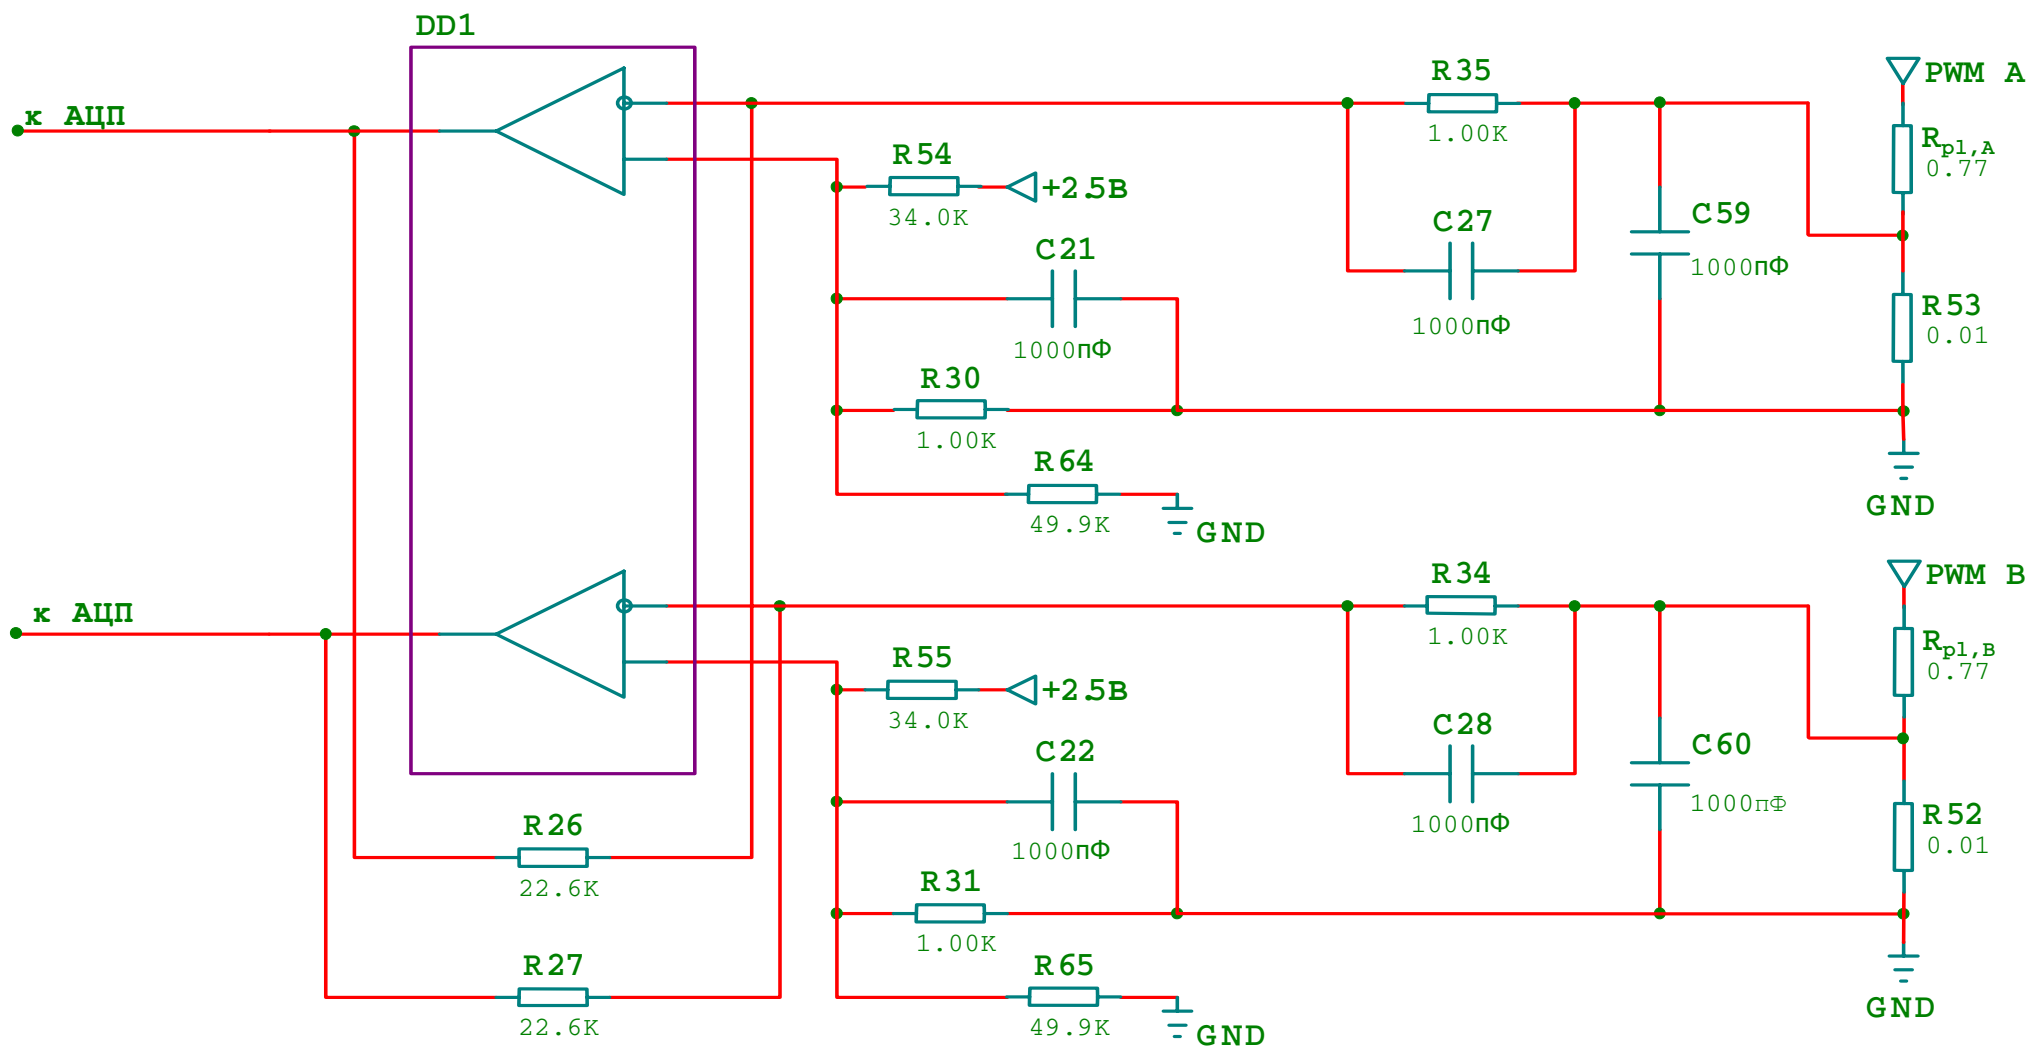 DD1
к АЦП
R35
1.00K
PWM A
Rpl,A
0.77
R54
34.0K
+2.5В
C21
1000пФ
C27
1000пФ
C59
1000пФ
R53
0.01
R30
1.00K
R64
49.9K
GND
GND
к АЦП
R34
1.00K
PWM B
Rpl,B
0.77
R55
34.0K
+2.5В
C22
1000пФ
C28
1000пФ
C60
1000пФ
R52
0.01
R26
22.6K
R31
1.00K
R27
22.6K
R65
49.9K
GND
GND